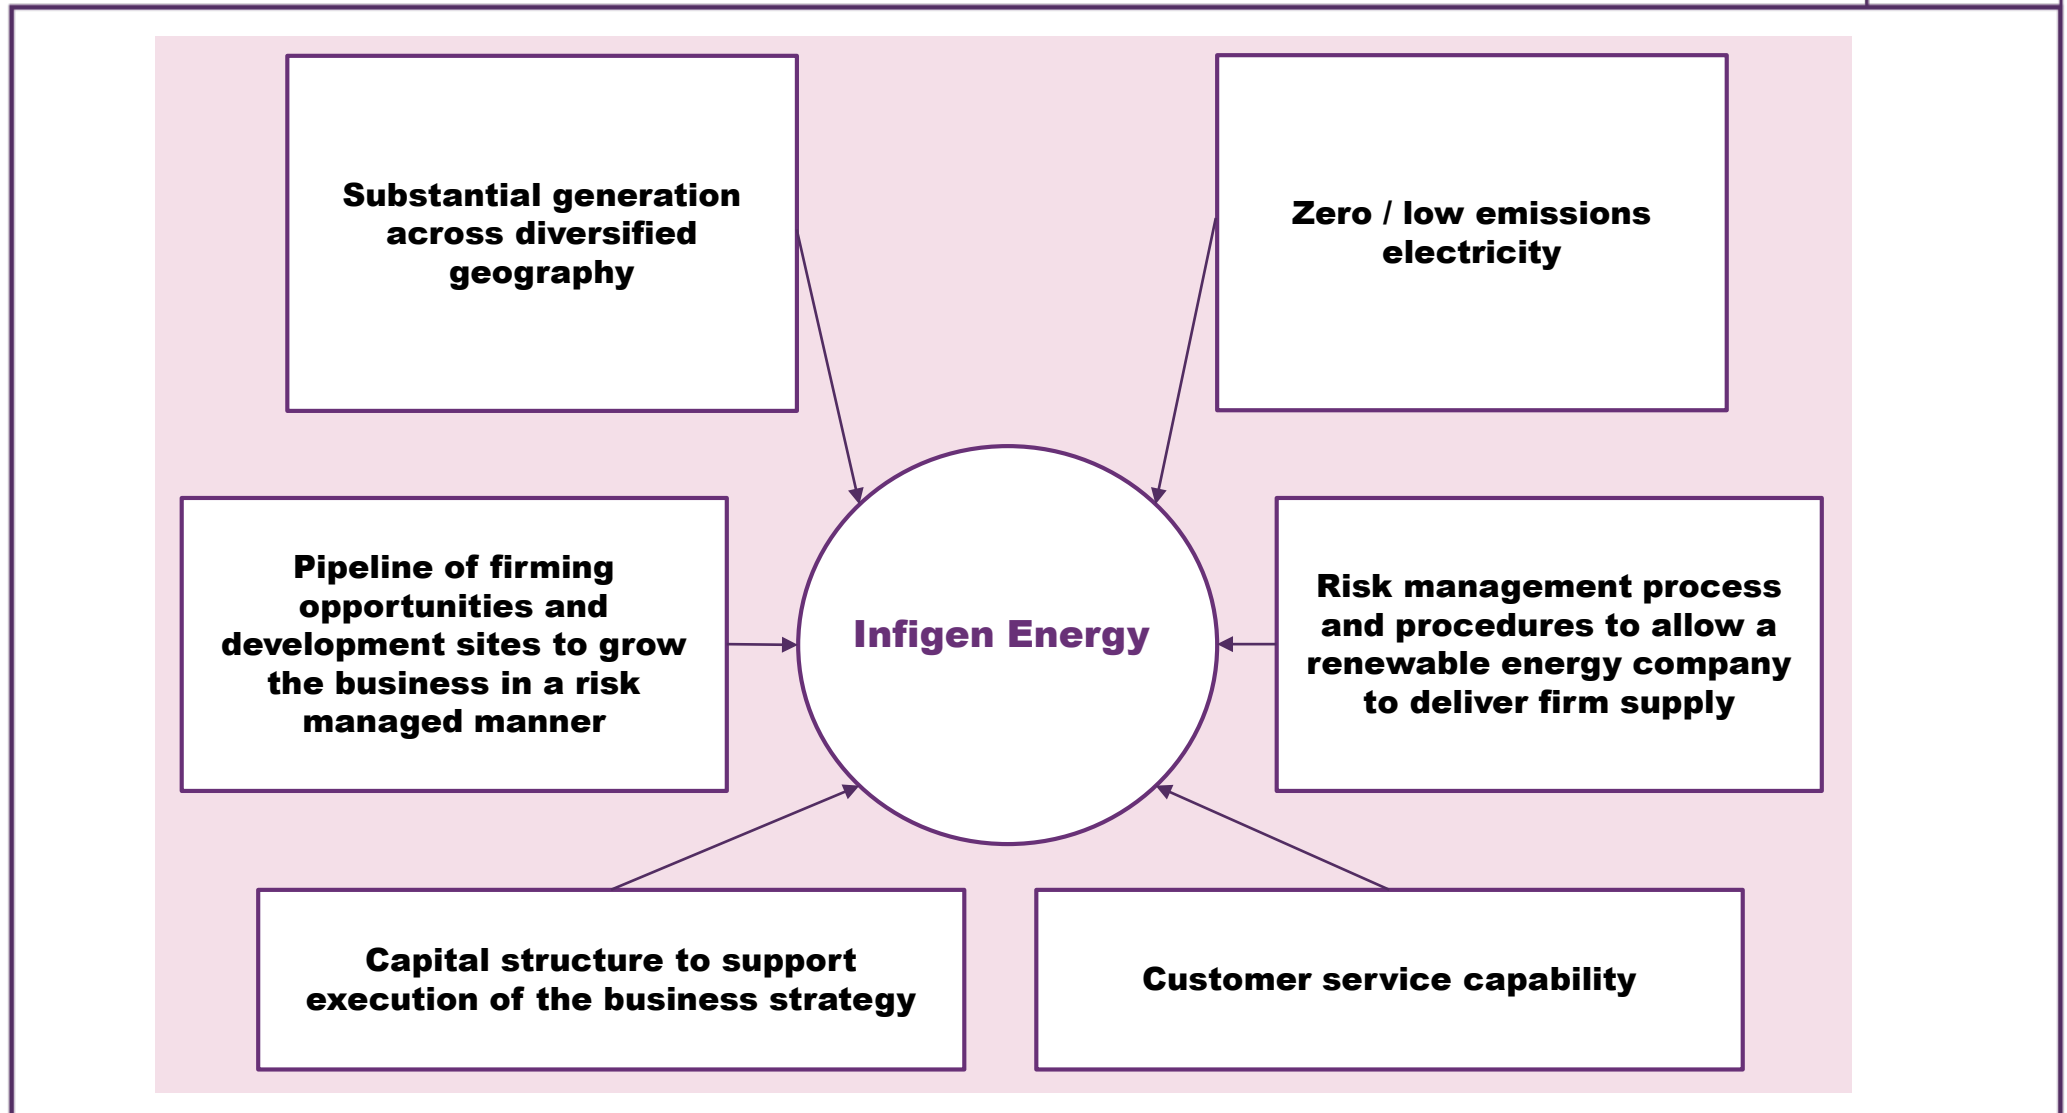 Substantial generation
across diversified
geography
Zero / low emissions
electricity
Pipeline of firming
opportunities and
development sites to grow
the business in a risk
managed manner
Infigen Energy
Risk management process
and procedures to allow a
renewable energy company
to deliver firm supply
Capital structure to support
execution of the business strategy
Customer service capability